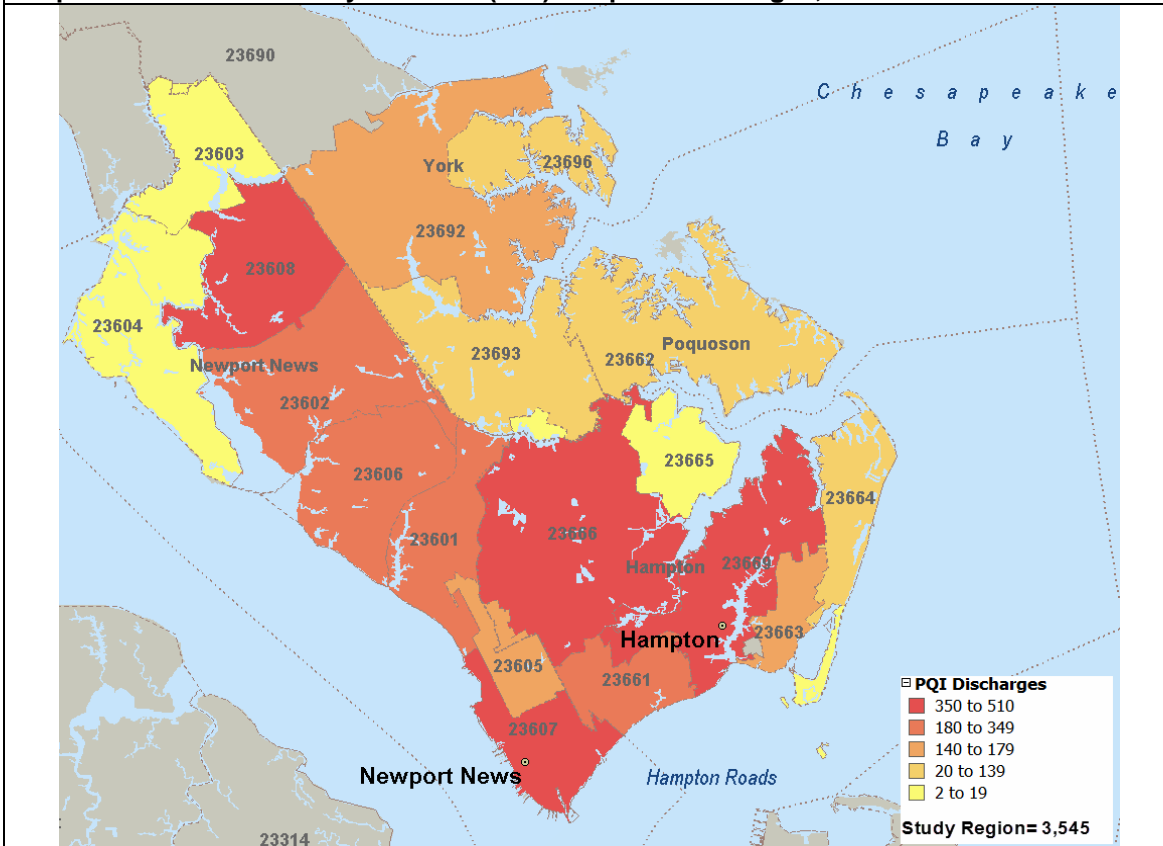 23690
C h e s a p e a k e
B a y
23603
York
23696
23692
23608
23604
23693
Poquoson
23662
Newport News
23602
23665
23606
23664
23601
23666
Hampton
23669
Hampton
23663
23605
23661
23607
Newport News
Hampton Roads
23314
PQI Discharges
350 to 510
180 to 349
140 to 179
20 to 139
2 to 19
Study Region= 3,545